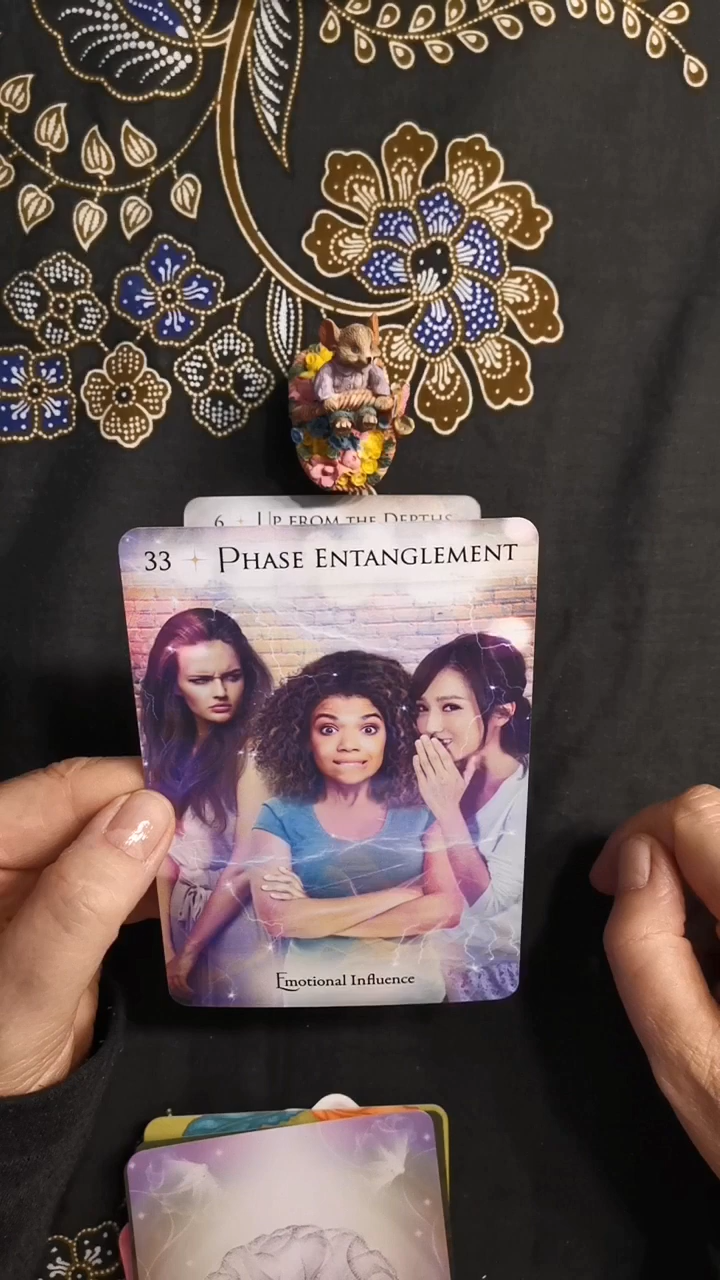 6 UP FROM THE DEPTHS
33 PHASE ENTANGLEMENT
Emotional Influence